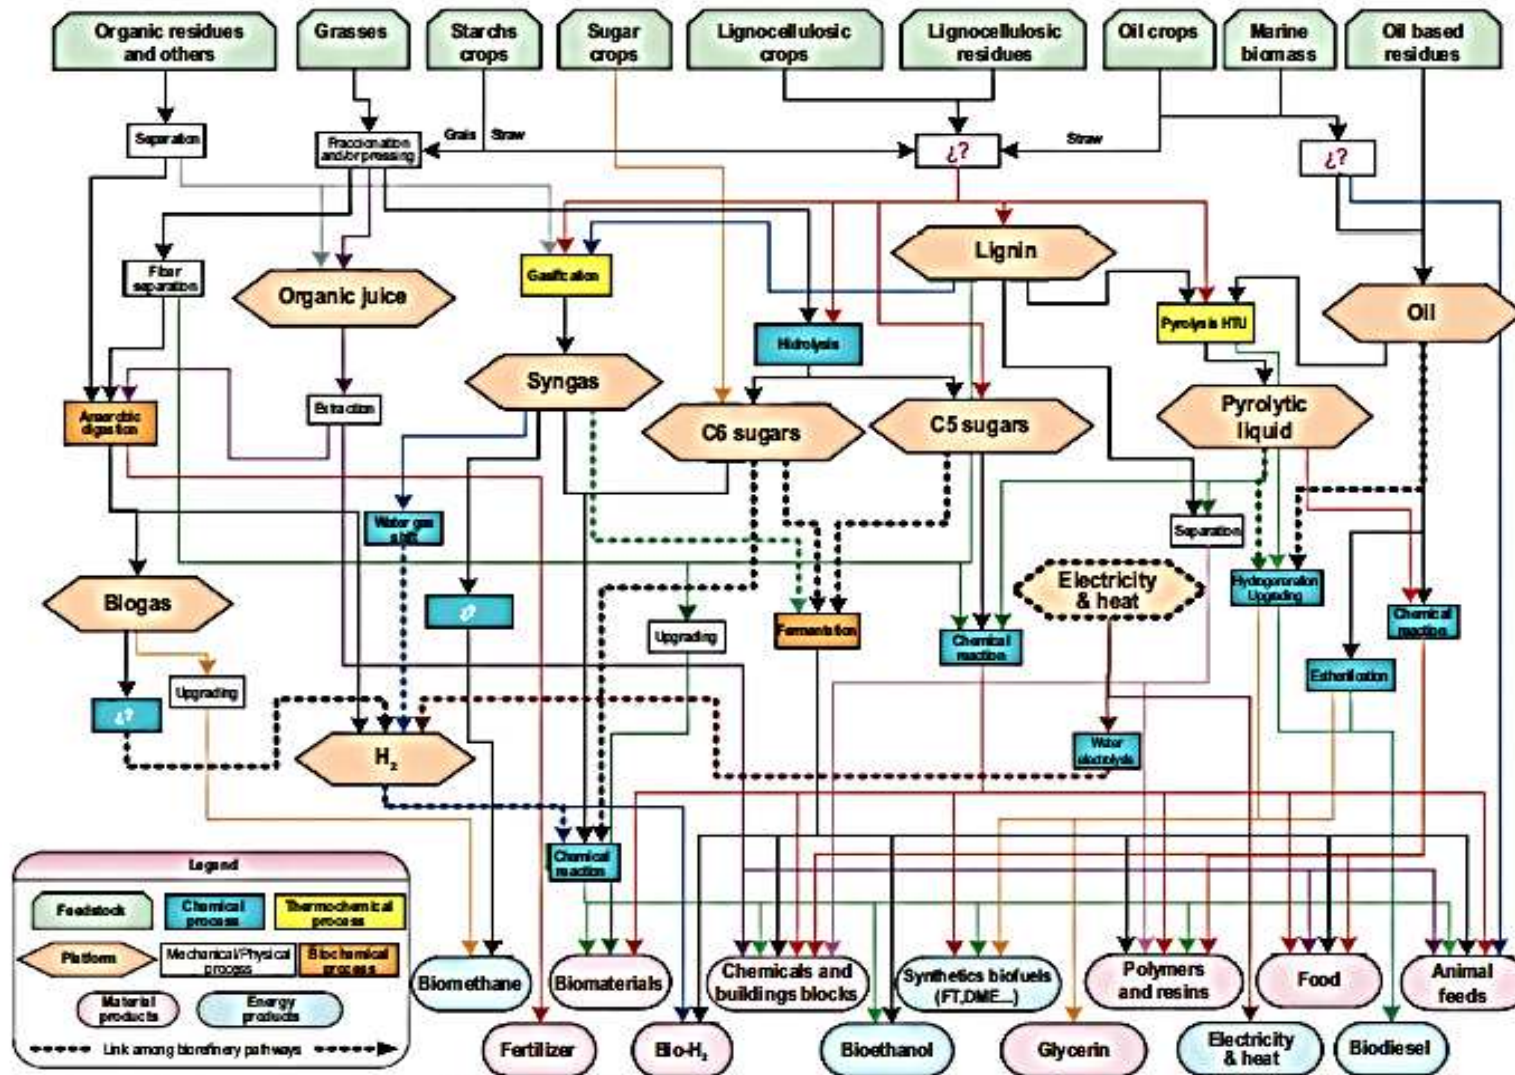 Organic residues
and others
Grasses
Starchs
crops
Sugar
crops
Lignocellulosic
crops
Lignocellulosic
residues
Oil crops
Marine
biomass
Oil based
residues
Separation
Fraccionation
and/or pressing
Grais
Straw
¿?
Straw
¿?
Fiber
separation
Organic juice
Gasification
Lignin
Hidrolysis
Pyrolysis HTU
Oil
Syngas
Anaerobic
digestion
Extraction
C6 sugars
C5 sugars
Pyrolytic
liquid
Water gas
shift
Separation
Biogas
¿?
Upgrading
Fermentation
Chemical
reaction
Electricity
& heat
Hydrogeneration
Upgrading
Chemical
reaction
Estherification
Upgrading
¿?
H2
Water
electrolysis
Chemical
reaction
Legend
Feedstock
Chemical
process
Thermochemical
process
Platform
Mechanical/Physical
process
Biochemical
process
Material
products
Energy
products
Link among biorefinery pathways
Biomethane
Biomaterials
Chemicals and
buildings blocks
Synthetics biofuels
(FT,DME...)
Polymers
and resins
Food
Animal
feeds
Fertilizer
Bio-H2
Bioethanol
Glycerin
Electricity
& heat
Biodiesel